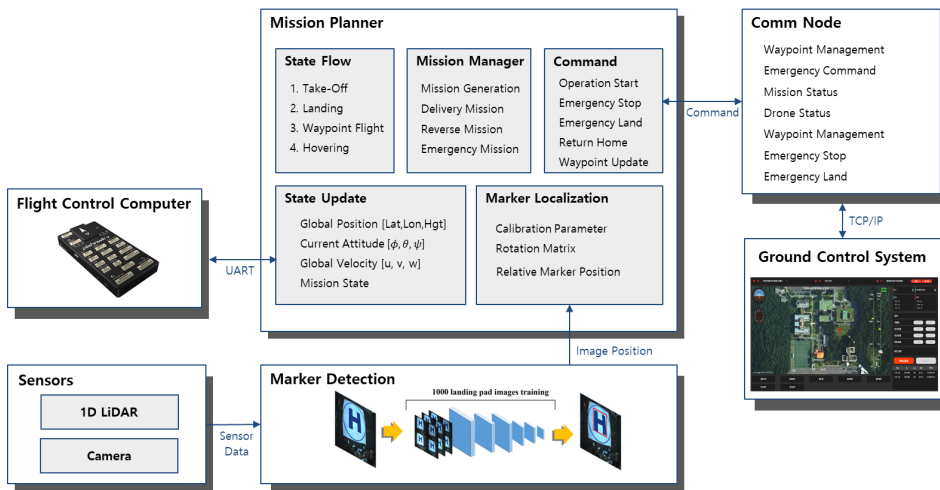 Mission Planner
State Flow
1. Take-Off
2. Landing
3. Waypoint Flight
4. Hovering
Mission Manager
Mission Generation
Delivery Mission
Reverse Mission
Emergency Mission
Command
Operation Start
Emergency Stop
Emergency Land
Return Home
Waypoint Update
Command
Comm Node
Waypoint Management
Emergency Command
Mission Status
Drone Status
Waypoint Management
Emergency Stop
Emergency Land
Flight Control Computer
UART
State Update
Global Position [Lat,Lon,Hgt]
Current Attitude [ϕ, θ, ψ]
Global Velocity [u, v, w]
Mission State
Marker Localization
Calibration Parameter
Rotation Matrix
Relative Marker Position
TCP/IP
Ground Control System
Image Position
Sensors
1D LiDAR
Camera
Sensor
Data
Marker Detection
1000 landing pad images training
H
H